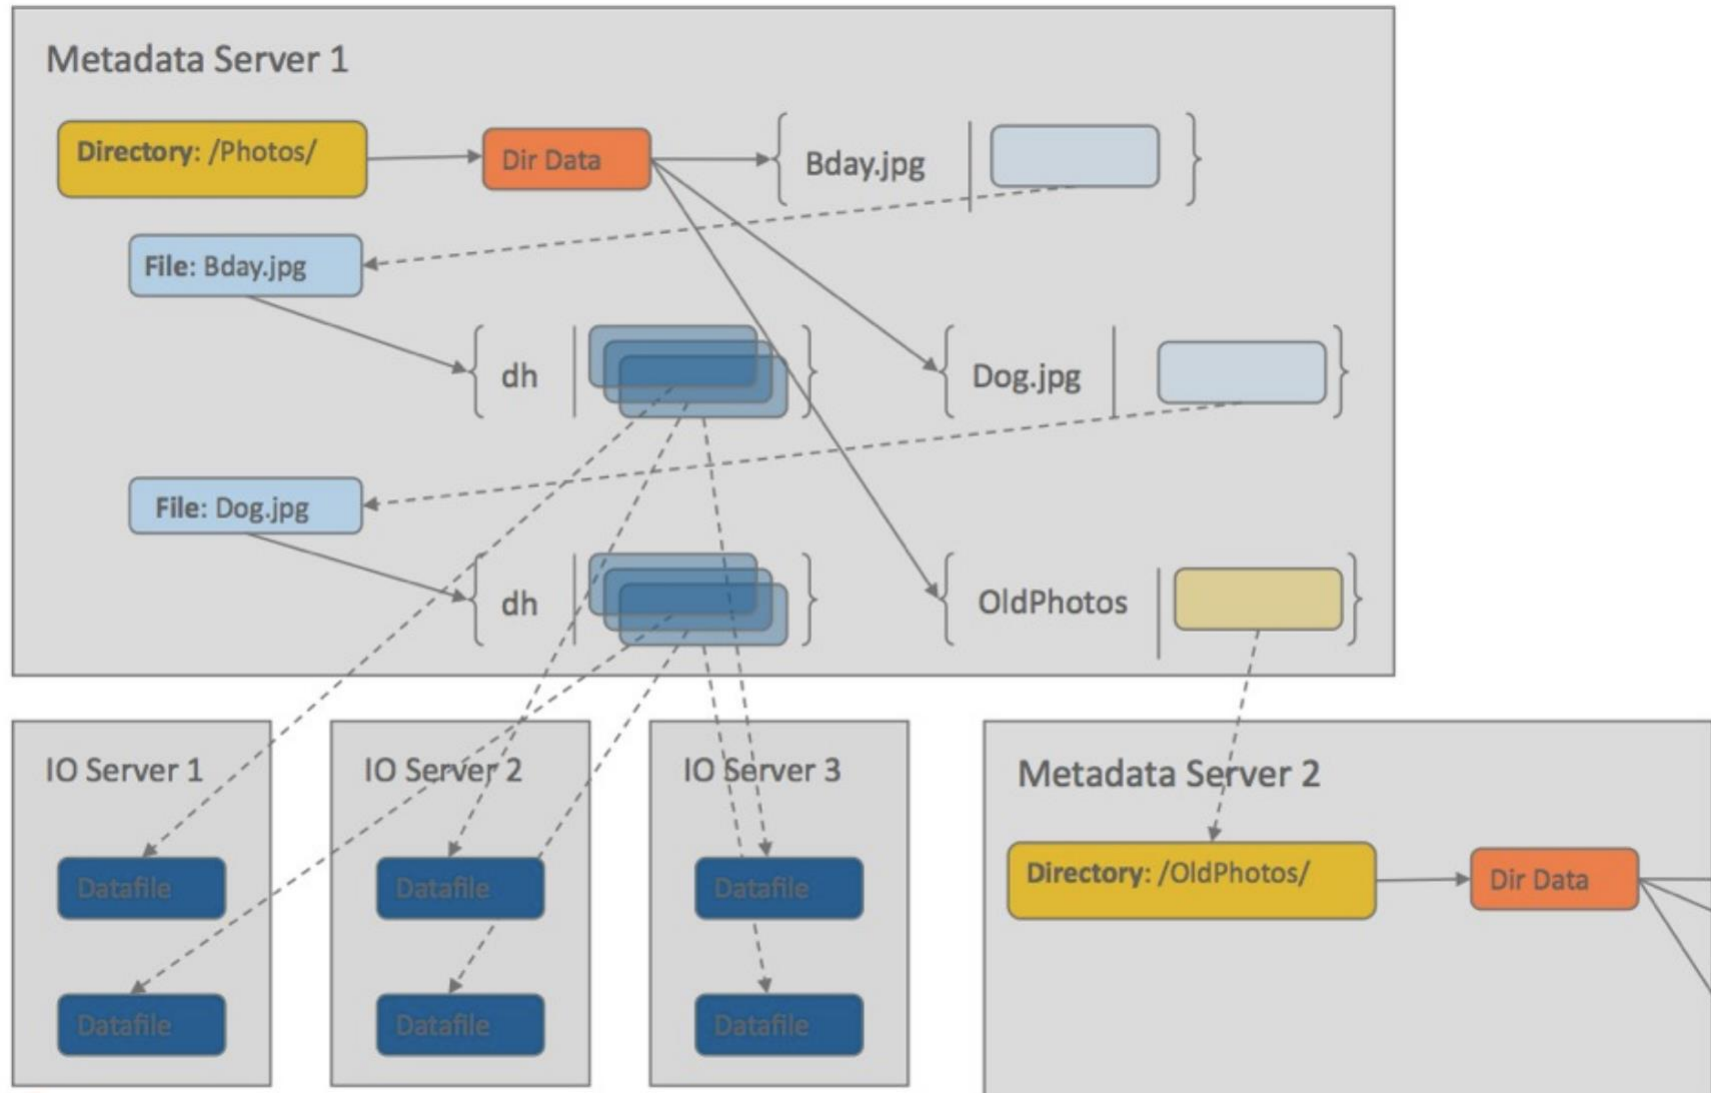 Metadata Server 1
Directory: /Photos/
Dir Data
Bday.jpg
File: Bday.jpg
dh
Dog.jpg
File: Dog.jpg
dh
OldPhotos
IO Server 1
Datafile
Datafile
IO Server 2
Datafile
Datafile
IO Server 3
Datafile
Datafile
Metadata Server 2
Directory: /OldPhotos/
Dir Data